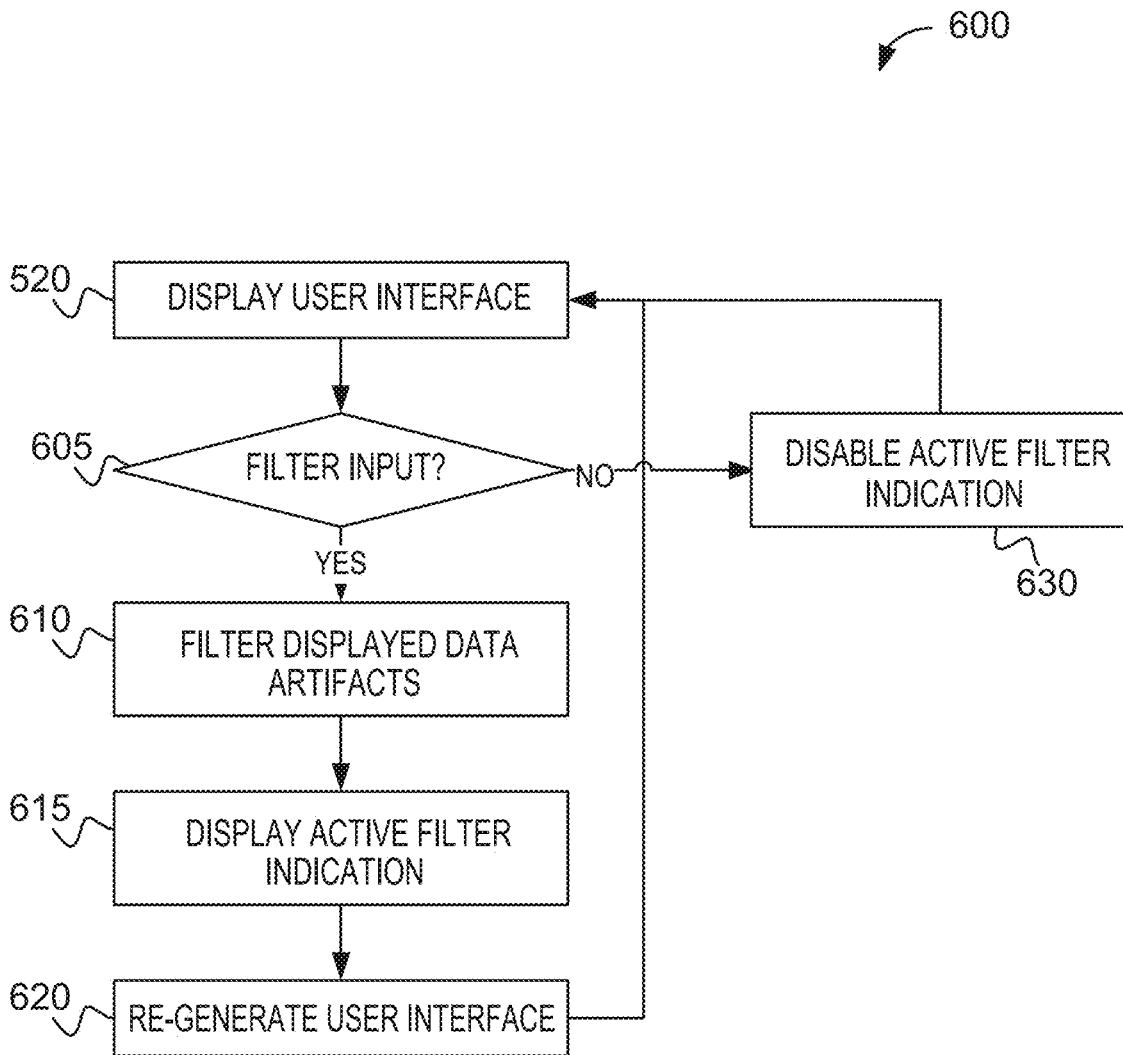 600
520
DISPLAY USER INTERFACE
605
FILTER INPUT?
NO
DISABLE ACTIVE FILTER
INDICATION
630
YES
610
FILTER DISPLAYED DATA
ARTIFACTS
615
DISPLAY ACTIVE FILTER
INDICATION
620
RE-GENERATE USER INTERFACE